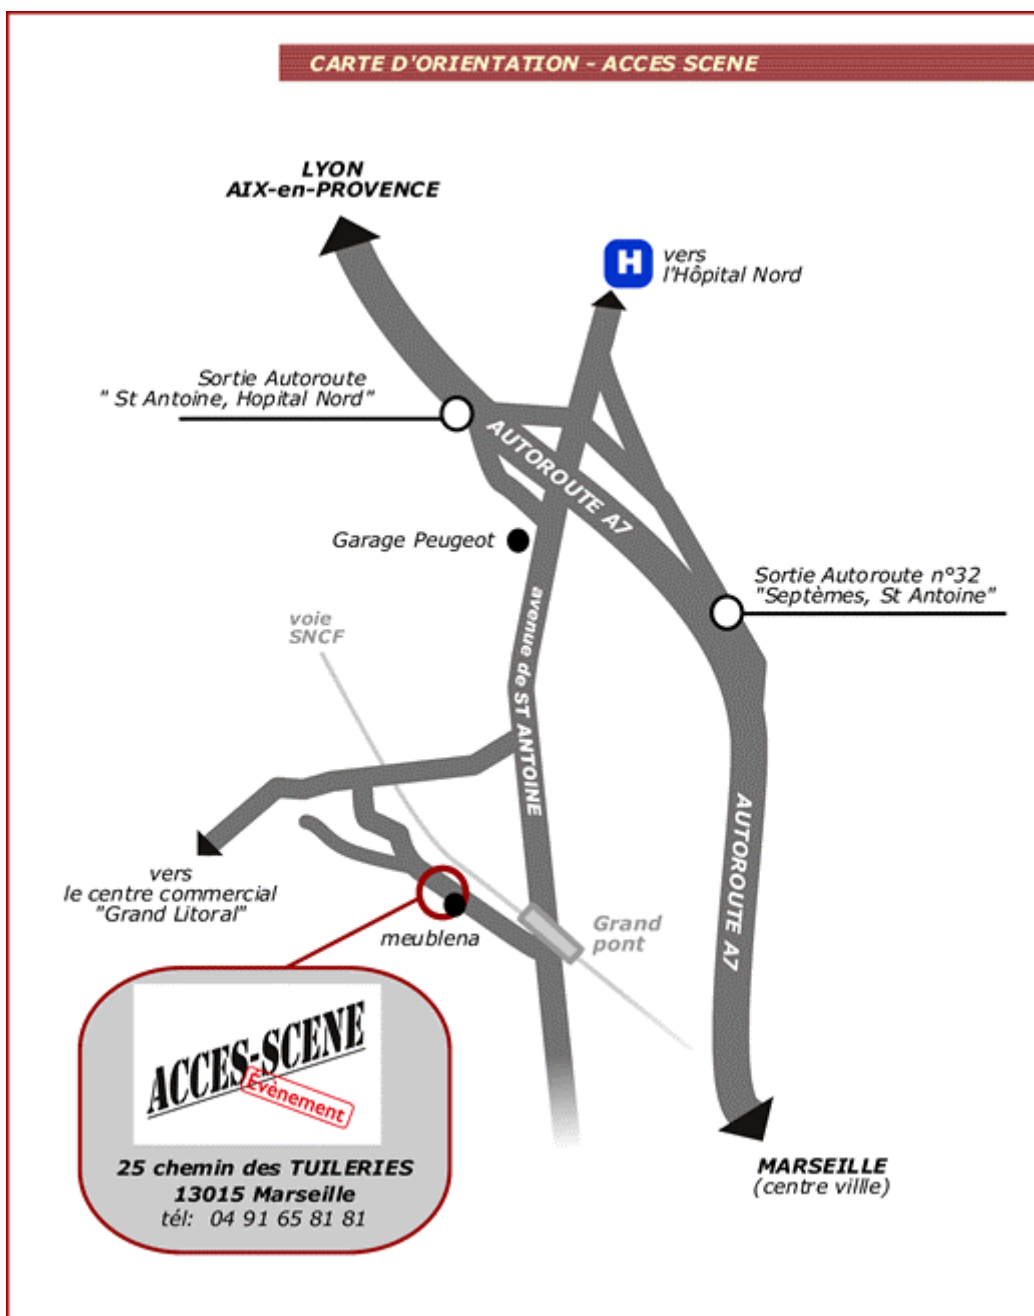 CARTE D'ORIENTATION - ACCES SCENE
LYON
AIX-en-PROVENCE
H
vers
l'Hôpital Nord
Sortie Autoroute
" St Antoine, Hopital Nord"
AUTOROUTE A7
Garage Peugeot
Sortie Autoroute n°32
"Septèmes, St Antoine"
voie
SNCF
avenue de ST ANTOINE
AUTOROUTE A7
vers
le centre commercial
"Grand Litoral"
meublena
Grand
pont
ACCES-SCENE
Évènement
25 chemin des TUILERIES
13015 Marseille
tél: 04 91 65 81 81
MARSEILLE
(centre villle)